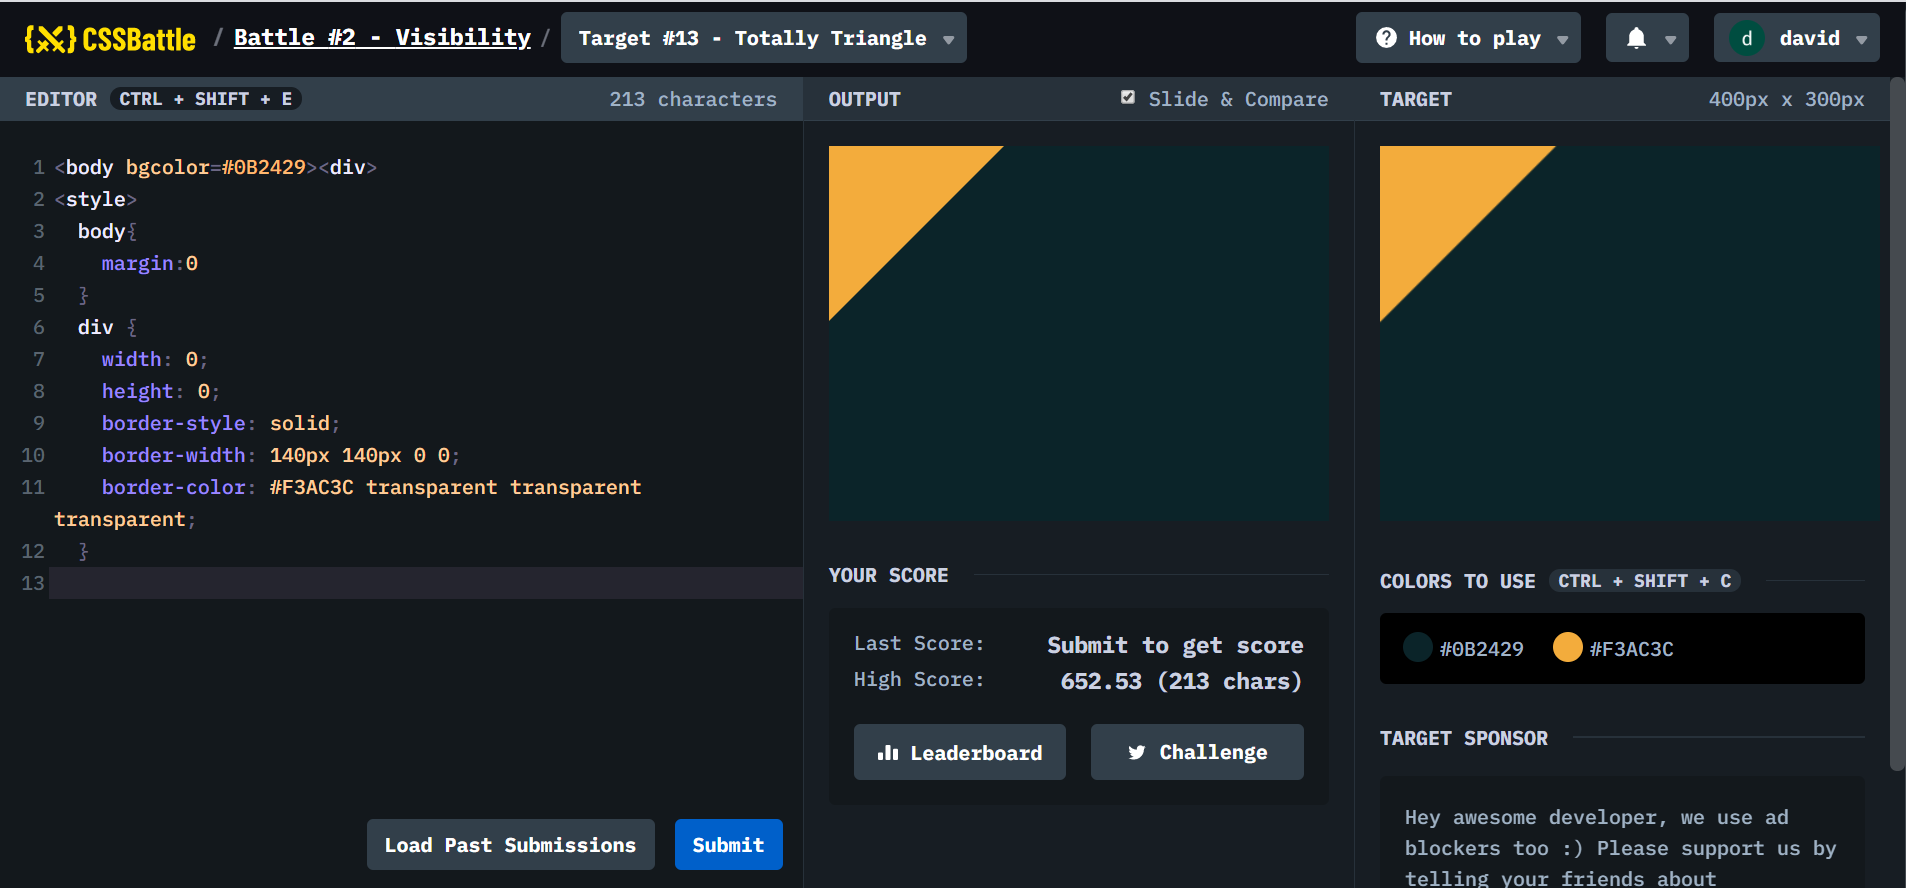 {X} CSSBattle / Battle #2 - Visibility / Target #13 - Totally Triangle
How to play
d david
EDITOR CTRL + SHIFT + E 213 characters
1 <body bgcolor=#0B2429><div>
2 <style>
3 body{
4 margin:0
5 }
6 div {
7 width: 0;
8 height: 0;
9 border-style: solid;
10 border-width: 140px 140px 0 0;
11 border-color: #F3AC3C transparent transparent
transparent;
12 }
13
Load Past Submissions Submit
OUTPUT Slide & Compare
YOUR SCORE
Last Score: Submit to get score
High Score: 652.53 (213 chars)
Leaderboard Challenge
TARGET 400px x 300px
COLORS TO USE CTRL + SHIFT + C
#0B2429 #F3AC3C
TARGET SPONSOR
Hey awesome developer, we use ad
blockers too :) Please support us by
telling your friends about